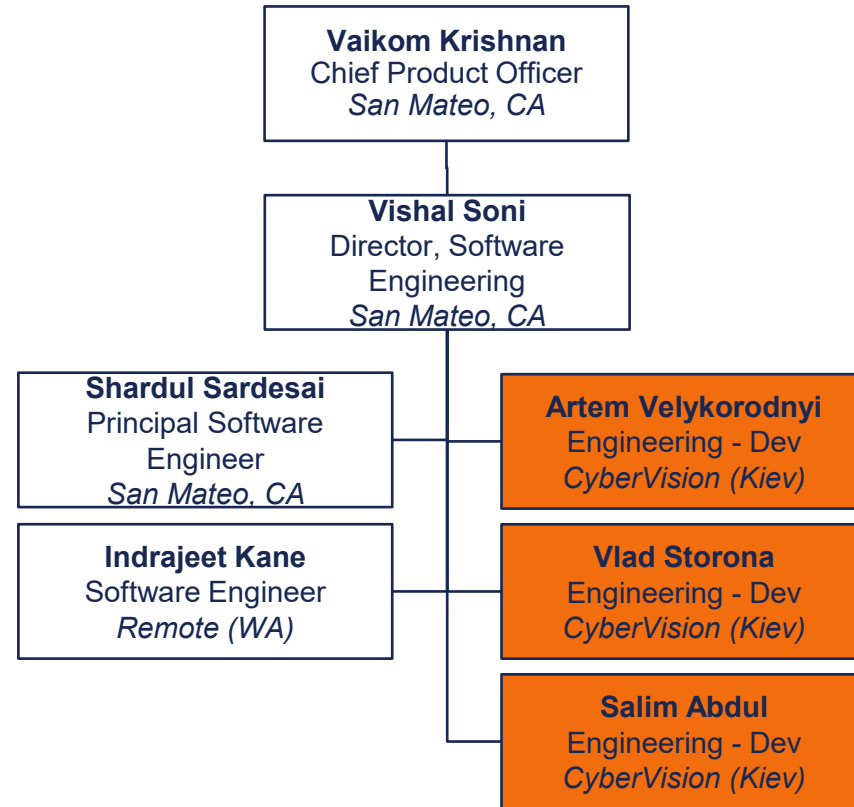 Vaikom Krishnan
Chief Product Officer
San Mateo, CA
Vishal Soni
Director, Software
Engineering
San Mateo, CA
Shardul Sardesai
Principal Software
Engineer
San Mateo, CA
Artem Velykorodnyi
Engineering - Dev
CyberVision (Kiev)
Indrajeet Kane
Software Engineer
Remote (WA)
Vlad Storona
Engineering - Dev
CyberVision (Kiev)
Salim Abdul
Engineering - Dev
CyberVision (Kiev)